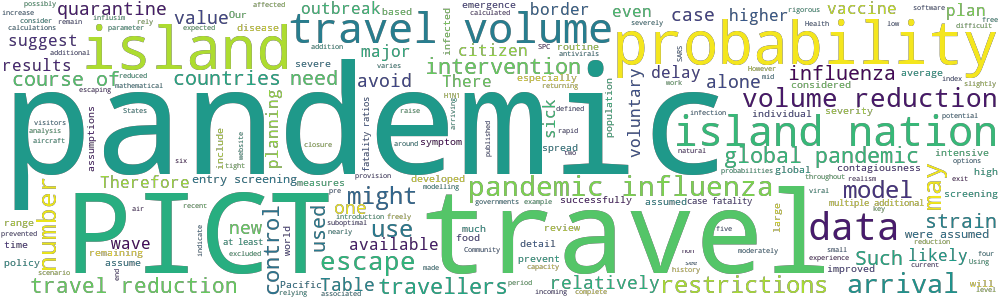 quarantine
value
Our
based
affected
outbreak
border
emergence
calculated
case
higher
vaccine
software
rely
plan
possibly
increase
consider
calculations
remain
influsim
parameter
expected
disease
island
travel volume
even
probability
severely
rigorous
Health
low
free
difficult
suggest
results
additional
severe
major
citizen
infected
routine
antivirals
SPC
SARS
However
mid
course of
countries
need
avoid
intervention
delay
alone
influenza
average
index
considered
slightly
escaping
reduced
mathematical
varies
There
especially
returning
H1N1
work
volume reduction
pandemic
visitors
analysis
aircraft
States
assumptions
planning
include
website
tight
closure
fatality ratios
raise
around
symptom
arriving
published
sick
spread
defined
rapid
two
population
voluntary
infection
natural
individual
severity
potential
island nation
global pandemic
contagiousness
intensive
options
exit
high
screening
six
entry screening
provision
measures
developed
modelling
Therefore
pre
pandemic influenza
successfully
assumed
case fatality
probabilities
global
throughout
realism
viral
model
multiple additional
key
may
number
PICT
travel
air
recent
might
one
introduction
freely
suboptimal
nearly
governments
example
five
moderately
data
strain
were assumed
reduction
range
prevented
time
policy
wave
remaining
assume
scenario
end
indicate
new
at least
excluded
control
world
used
use
available
much
food
Community
review
detail
prevent
capacity
non
see
history
large
Such
likely
small
experience
current
improved
four
Using
escape
Pacific
relying
Table
associated
made
travel reduction
travellers
period
incoming
complete
relatively
restrictions
arrival
will
level